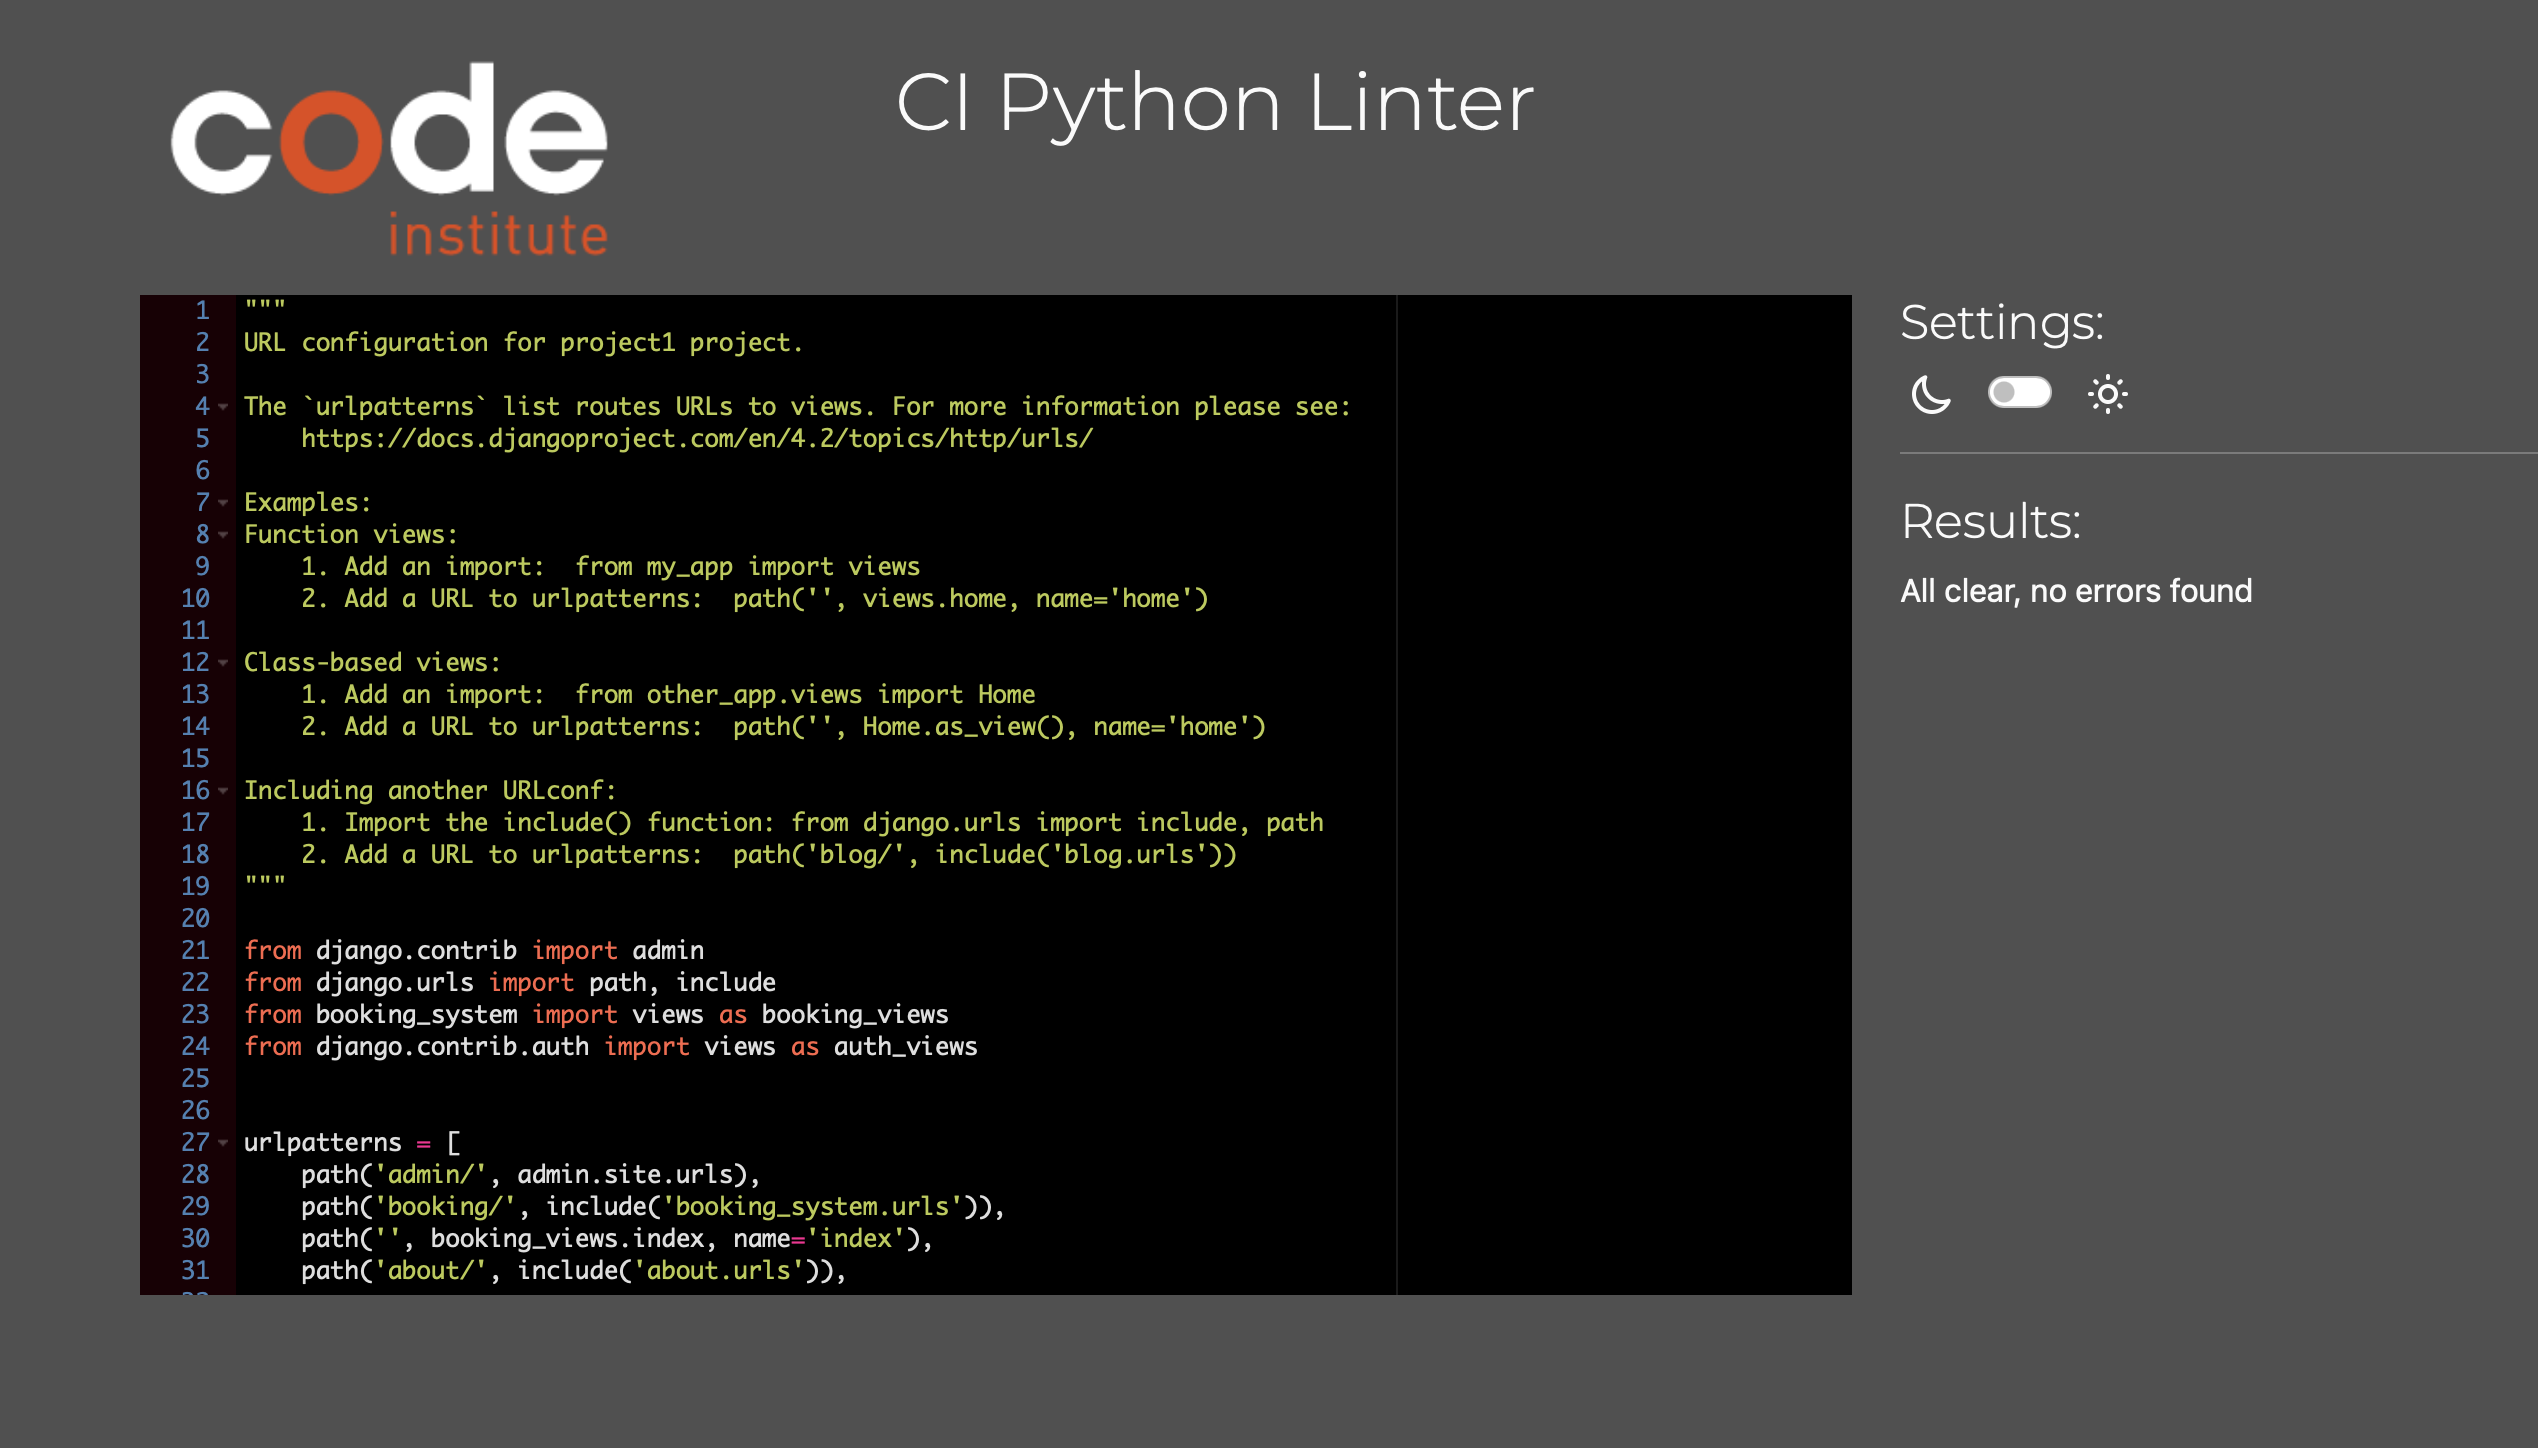 code
institute
CI Python Linter
1 """
2 URL configuration for project1 project.
3
4 The `urlpatterns` list routes URLs to views. For more information please see:
5     https://docs.djangoproject.com/en/4.2/topics/http/urls/
6
7 Examples:
8 Function views:
9     1. Add an import:  from my_app import views
10     2. Add a URL to urlpatterns:  path('', views.home, name='home')
11
12 Class-based views:
13     1. Add an import:  from other_app.views import Home
14     2. Add a URL to urlpatterns:  path('', Home.as_view(), name='home')
15
16 Including another URLconf:
17     1. Import the include() function: from django.urls import include, path
18     2. Add a URL to urlpatterns:  path('blog/', include('blog.urls'))
19 """
20
21 from django.contrib import admin
22 from django.urls import path, include
23 from booking_system import views as booking_views
24 from django.contrib.auth import views as auth_views
25
26
27 urlpatterns = [
28     path('admin/', admin.site.urls),
29     path('booking/', include('booking_system.urls')),
30     path('', booking_views.index, name='index'),
31     path('about/', include('about.urls')),
Settings:
Results:
All clear, no errors found